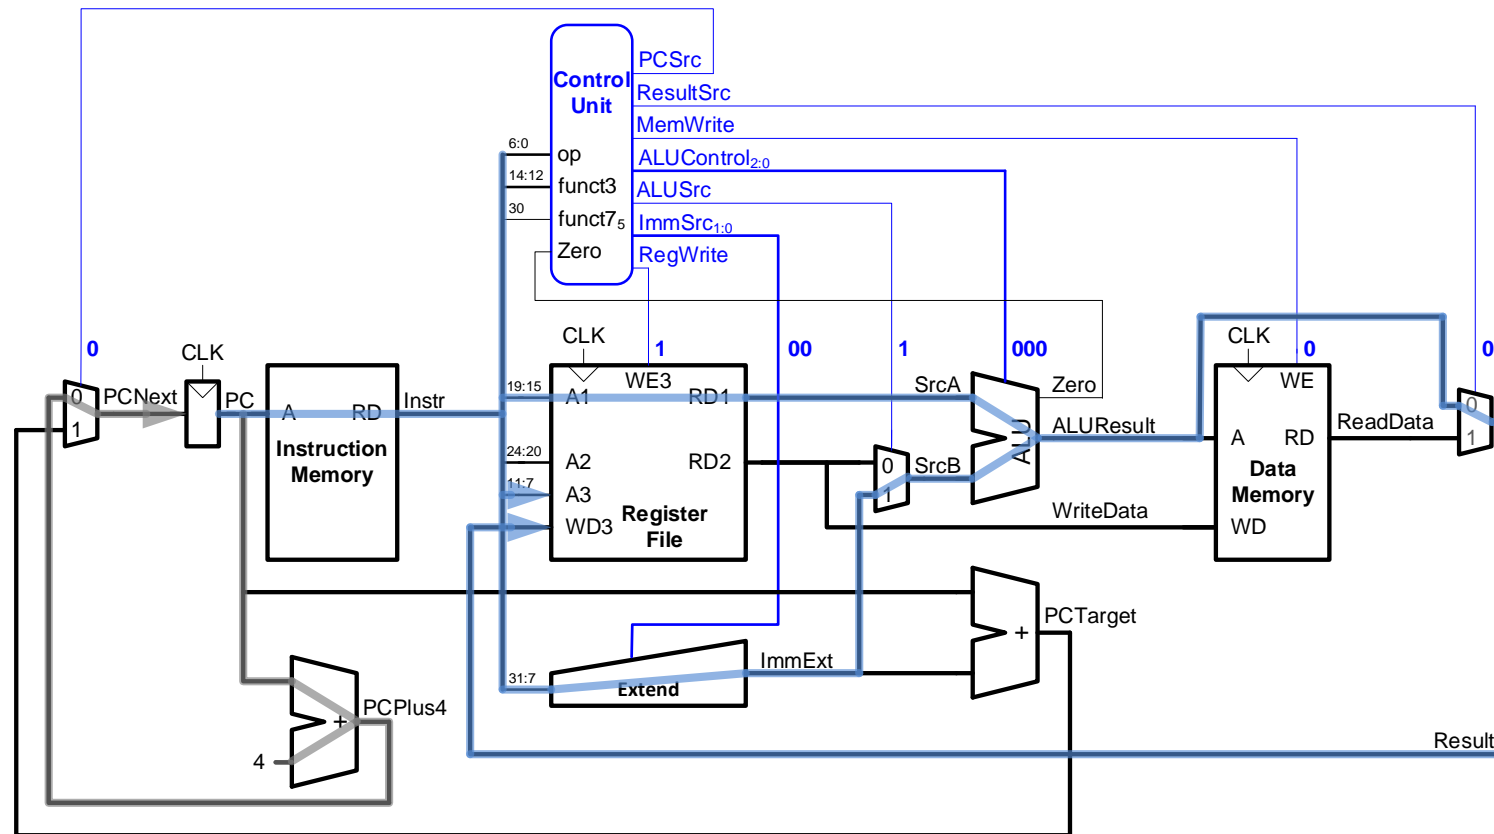 PCSrc
Control
Unit
ResultSrc
MemWrite
6:0
op
ALUControl2:0
14:12
funct3
ALUSrc
30
funct75
ImmSrc1:0
Zero
RegWrite
0
CLK
CLK
1
00
1
000
CLK
0
0
0
PCNext
PC
A
RD
Instr
19:15
A1
WE3
RD1
SrcA
Zero
WE
0
1
Instruction
Memory
24:20
A2
RD2
0
SrcB
ALU
ALUResult
A
RD
ReadData
1
11:7
A3
1
Data
Memory
WD3
Register
File
WriteData
WD
+
PCTarget
31:7
Extend
ImmExt
+
PCPlus4
4
Result